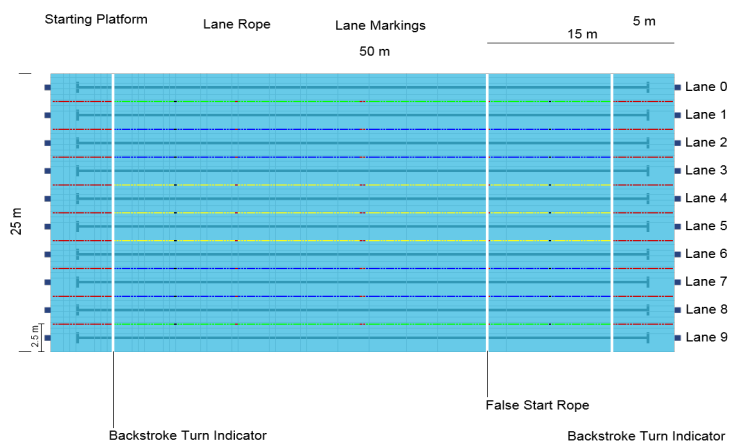 Starting Platform
Lane Rope
Lane Markings
5 m
15 m
50 m
Lane 0
Lane 1
Lane 2
Lane 3
Lane 4
Lane 5
Lane 6
Lane 7
Lane 8
Lane 9
25 m
2.5 m
False Start Rope
Backstroke Turn Indicator
Backstroke Turn Indicator